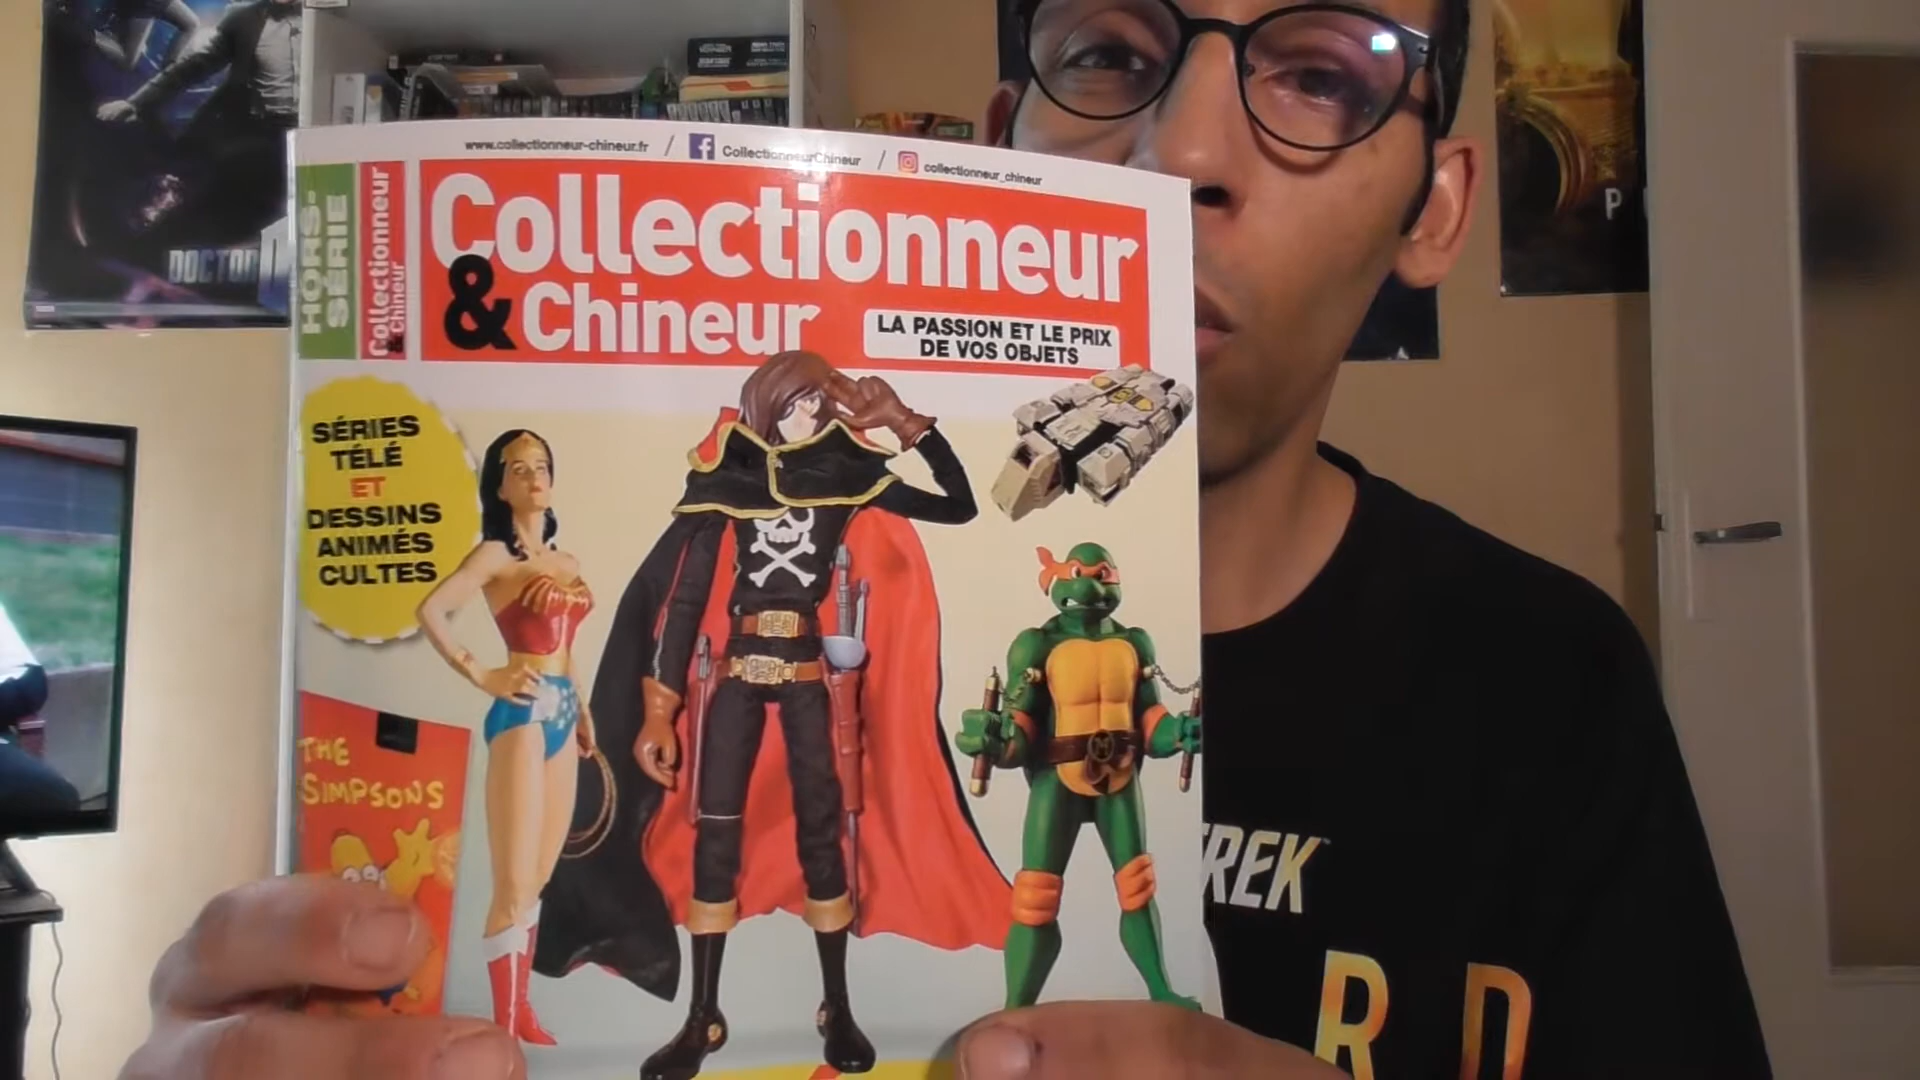 www.collectionneur-chineur.fr / CollectionneurChineur / collectionneur_chineur
HORS-
SÉRIE
Collectionneur
& Chineur
Collectionneur
& Chineur
LA PASSION ET LE PRIX
DE VOS OBJETS
SÉRIES
TÉLÉ
ET
DESSINS
ANIMÉS
CULTES
THE
SIMPSONS
DOCTOR
P
TREK
R D